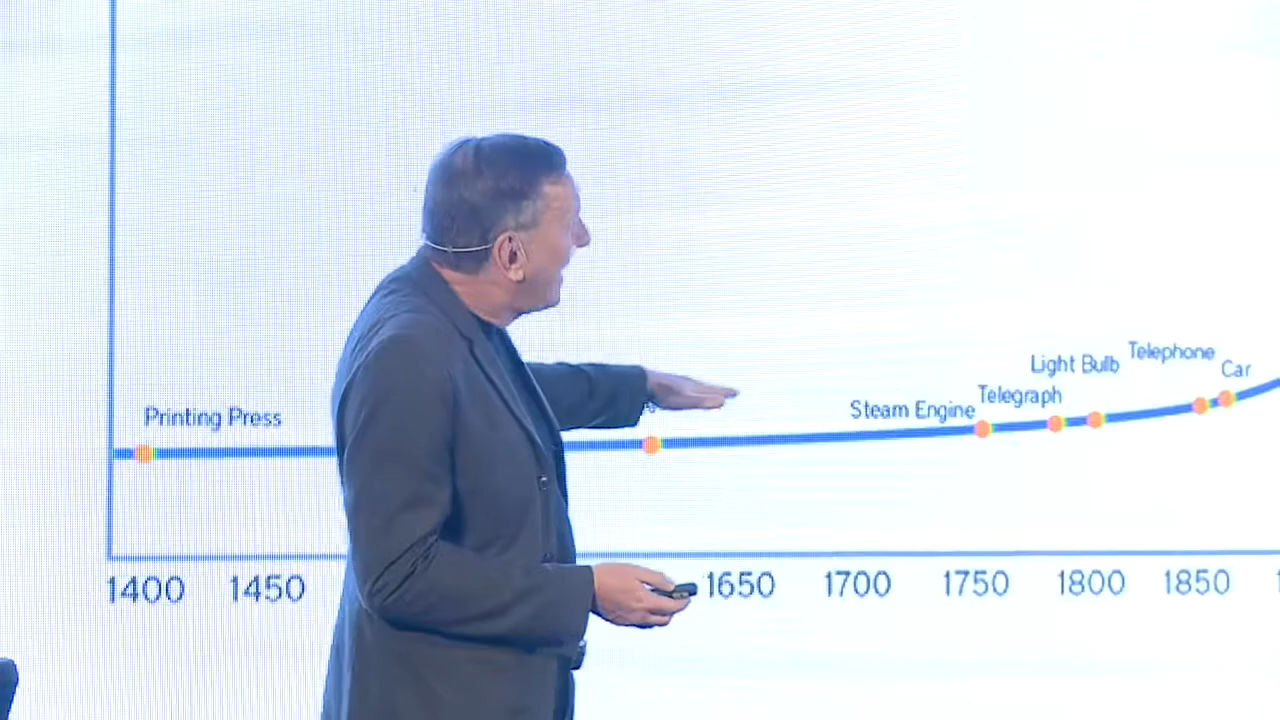 Telephone
Light Bulb
Car
Telegraph
Steam Engine
Printing Press
1400 1450 1650 1700 1750 1800 1850